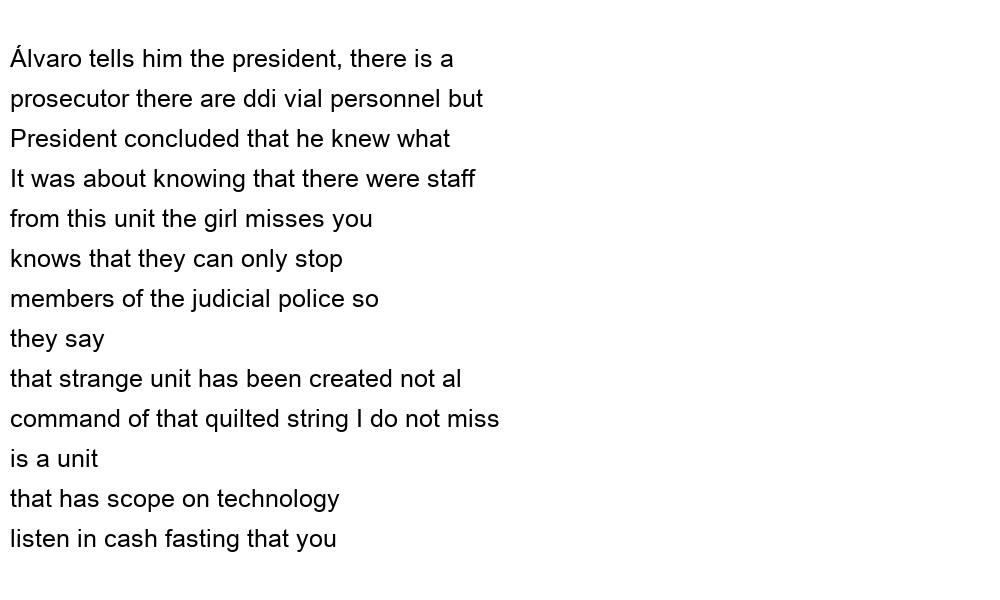 Álvaro tells him the president, there is a
prosecutor there are ddi vial personnel but
President concluded that he knew what
It was about knowing that there were staff
from this unit the girl misses you
knows that they can only stop
members of the judicial police so
they say
that strange unit has been created not al
command of that quilted string I do not miss
is a unit
that has scope on technology
listen in cash fasting that you